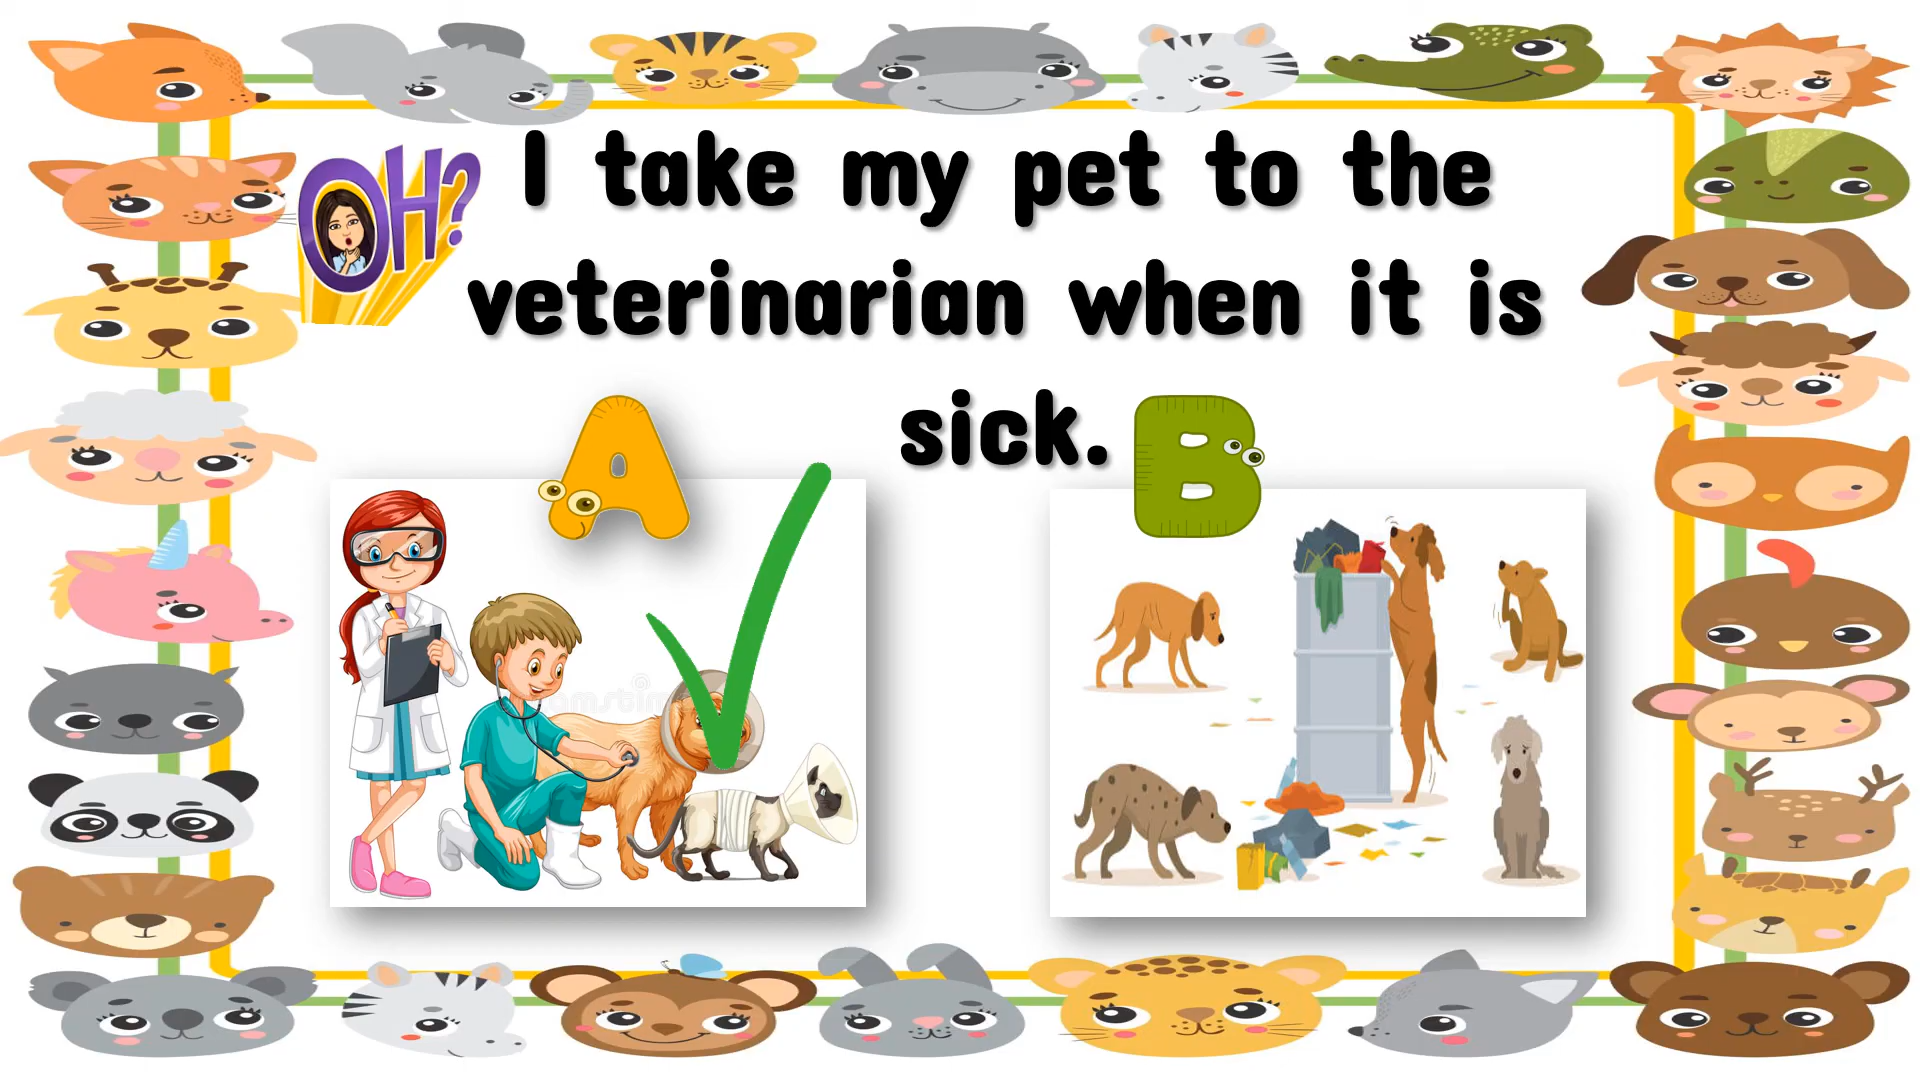 OH?
I take my pet to the
veterinarian when it is
sick.
A
B